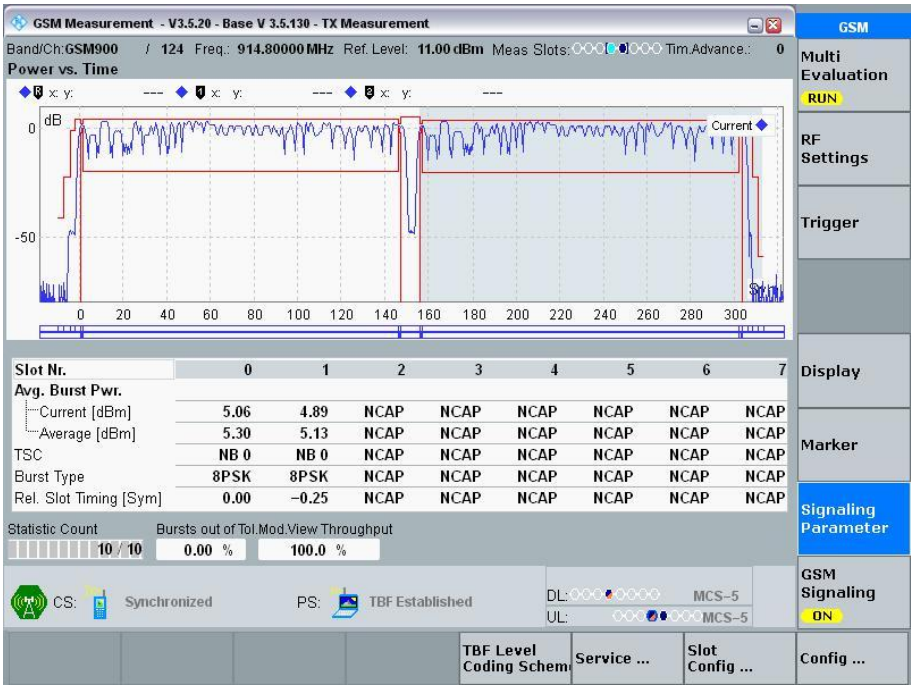 GSM Measurement - V3.5.20 - Base V 3.5.130 - TX Measurement
GSM
Band/Ch:GSM900 / 124 Freq.: 914.80000 MHz Ref. Level: 11.00 dBm Meas Slots: Tim.Advance.: 0
Power vs. Time
Multi
Evaluation
RUN
x: y: --- x: y: --- x: y: ---
dB
Current
0
-50
Sym
0 20 40 60 80 100 120 140 160 180 200 220 240 260 280 300
RF
Settings
Trigger
Slot Nr. 0 1 2 3 4 5 6 7
Avg. Burst Pwr.
Current [dBm] 5.06 4.89 NCAP NCAP NCAP NCAP NCAP NCAP
Average [dBm] 5.30 5.13 NCAP NCAP NCAP NCAP NCAP NCAP
TSC NB 0 NB 0 NCAP NCAP NCAP NCAP NCAP NCAP
Burst Type 8PSK 8PSK NCAP NCAP NCAP NCAP NCAP NCAP
Rel. Slot Timing [Sym] 0.00 -0.25 NCAP NCAP NCAP NCAP NCAP NCAP
Display
Marker
Signaling
Parameter
Statistic Count Bursts out of Tol. Mod.View Throughput
10 / 10 0.00 % 100.0 %
CS: Synchronized PS: TBF Established
DL: MCS-5
UL: MCS-5
GSM
Signaling
ON
TBF Level
Coding Schem
Service ...
Slot
Config ...
Config ...